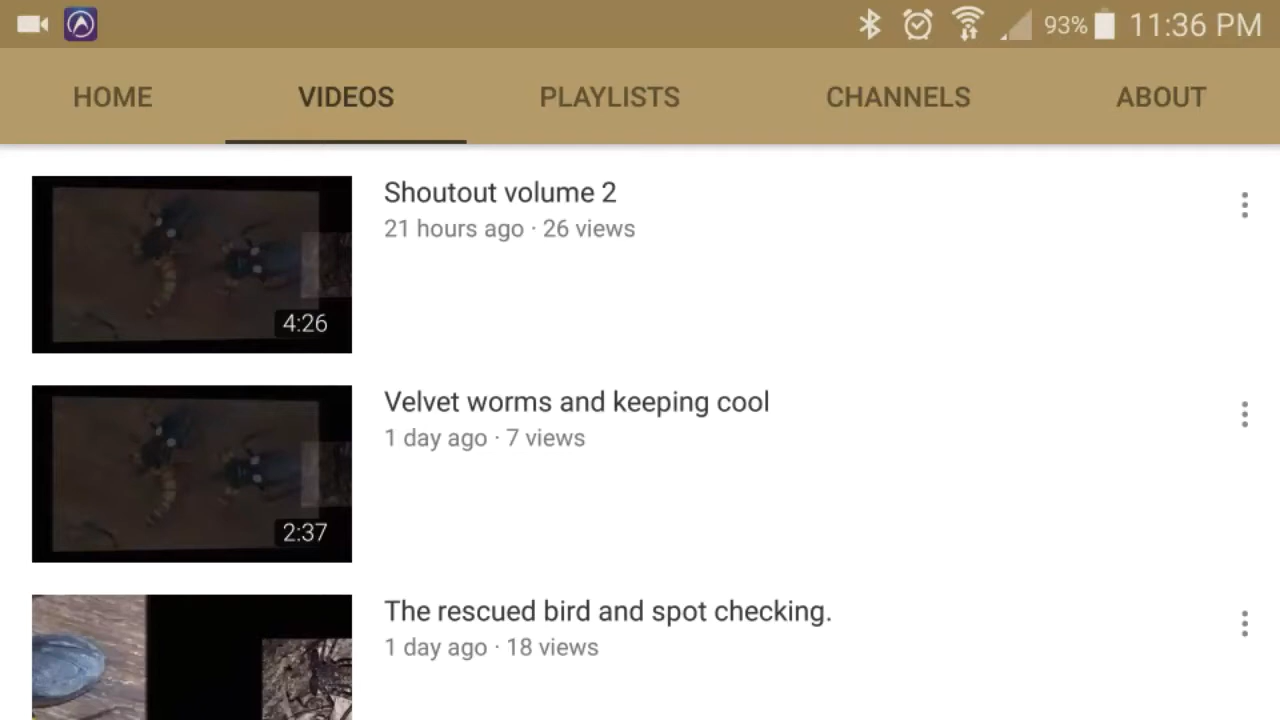 93% 11:36 PM
HOME VIDEOS PLAYLISTS CHANNELS ABOUT
Shoutout volume 2
21 hours ago · 26 views
4:26
Velvet worms and keeping cool
1 day ago · 7 views
2:37
The rescued bird and spot checking.
1 day ago · 18 views